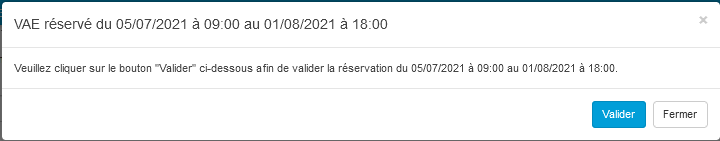 VAE réservé du 05/07/2021 à 09:00 au 01/08/2021 à 18:00
×
Veuillez cliquer sur le bouton "Valider" ci-dessous afin de valider la réservation du 05/07/2021 à 09:00 au 01/08/2021 à 18:00.
Valider Fermer